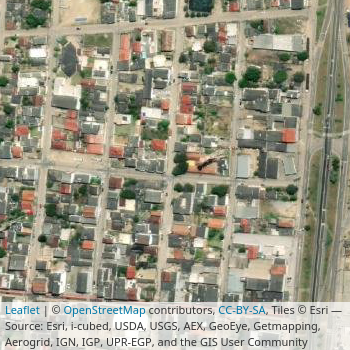 Leaflet | © OpenStreetMap contributors, CC-BY-SA, Tiles © Esri —
Source: Esri, i-cubed, USDA, USGS, AEX, GeoEye, Getmapping,
Aerogrid, IGN, IGP, UPR-EGP, and the GIS User Community